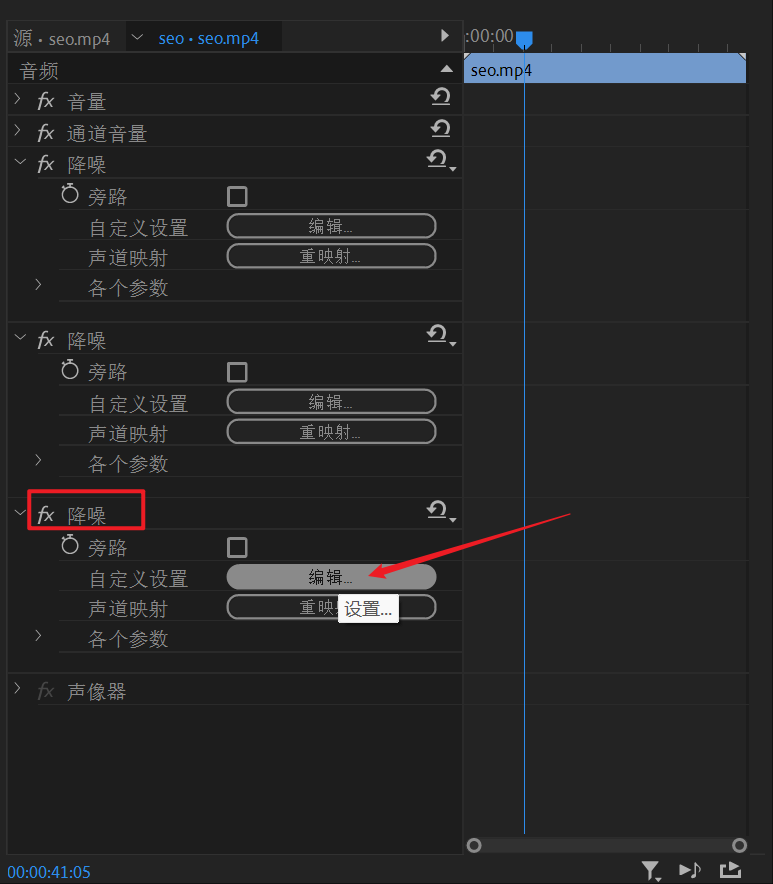 源 · seo.mp4 seo · seo.mp4 :00:00
音频 seo.mp4
fx 音量
fx 通道音量
fx 降噪
旁路
自定义设置 编辑...
声道映射 重映射...
各个参数
fx 降噪
旁路
自定义设置 编辑...
声道映射 重映射...
各个参数
fx 降噪
旁路
自定义设置 编辑...
声道映射 重映 设置...
各个参数
fx 声像器
00:00:41:05